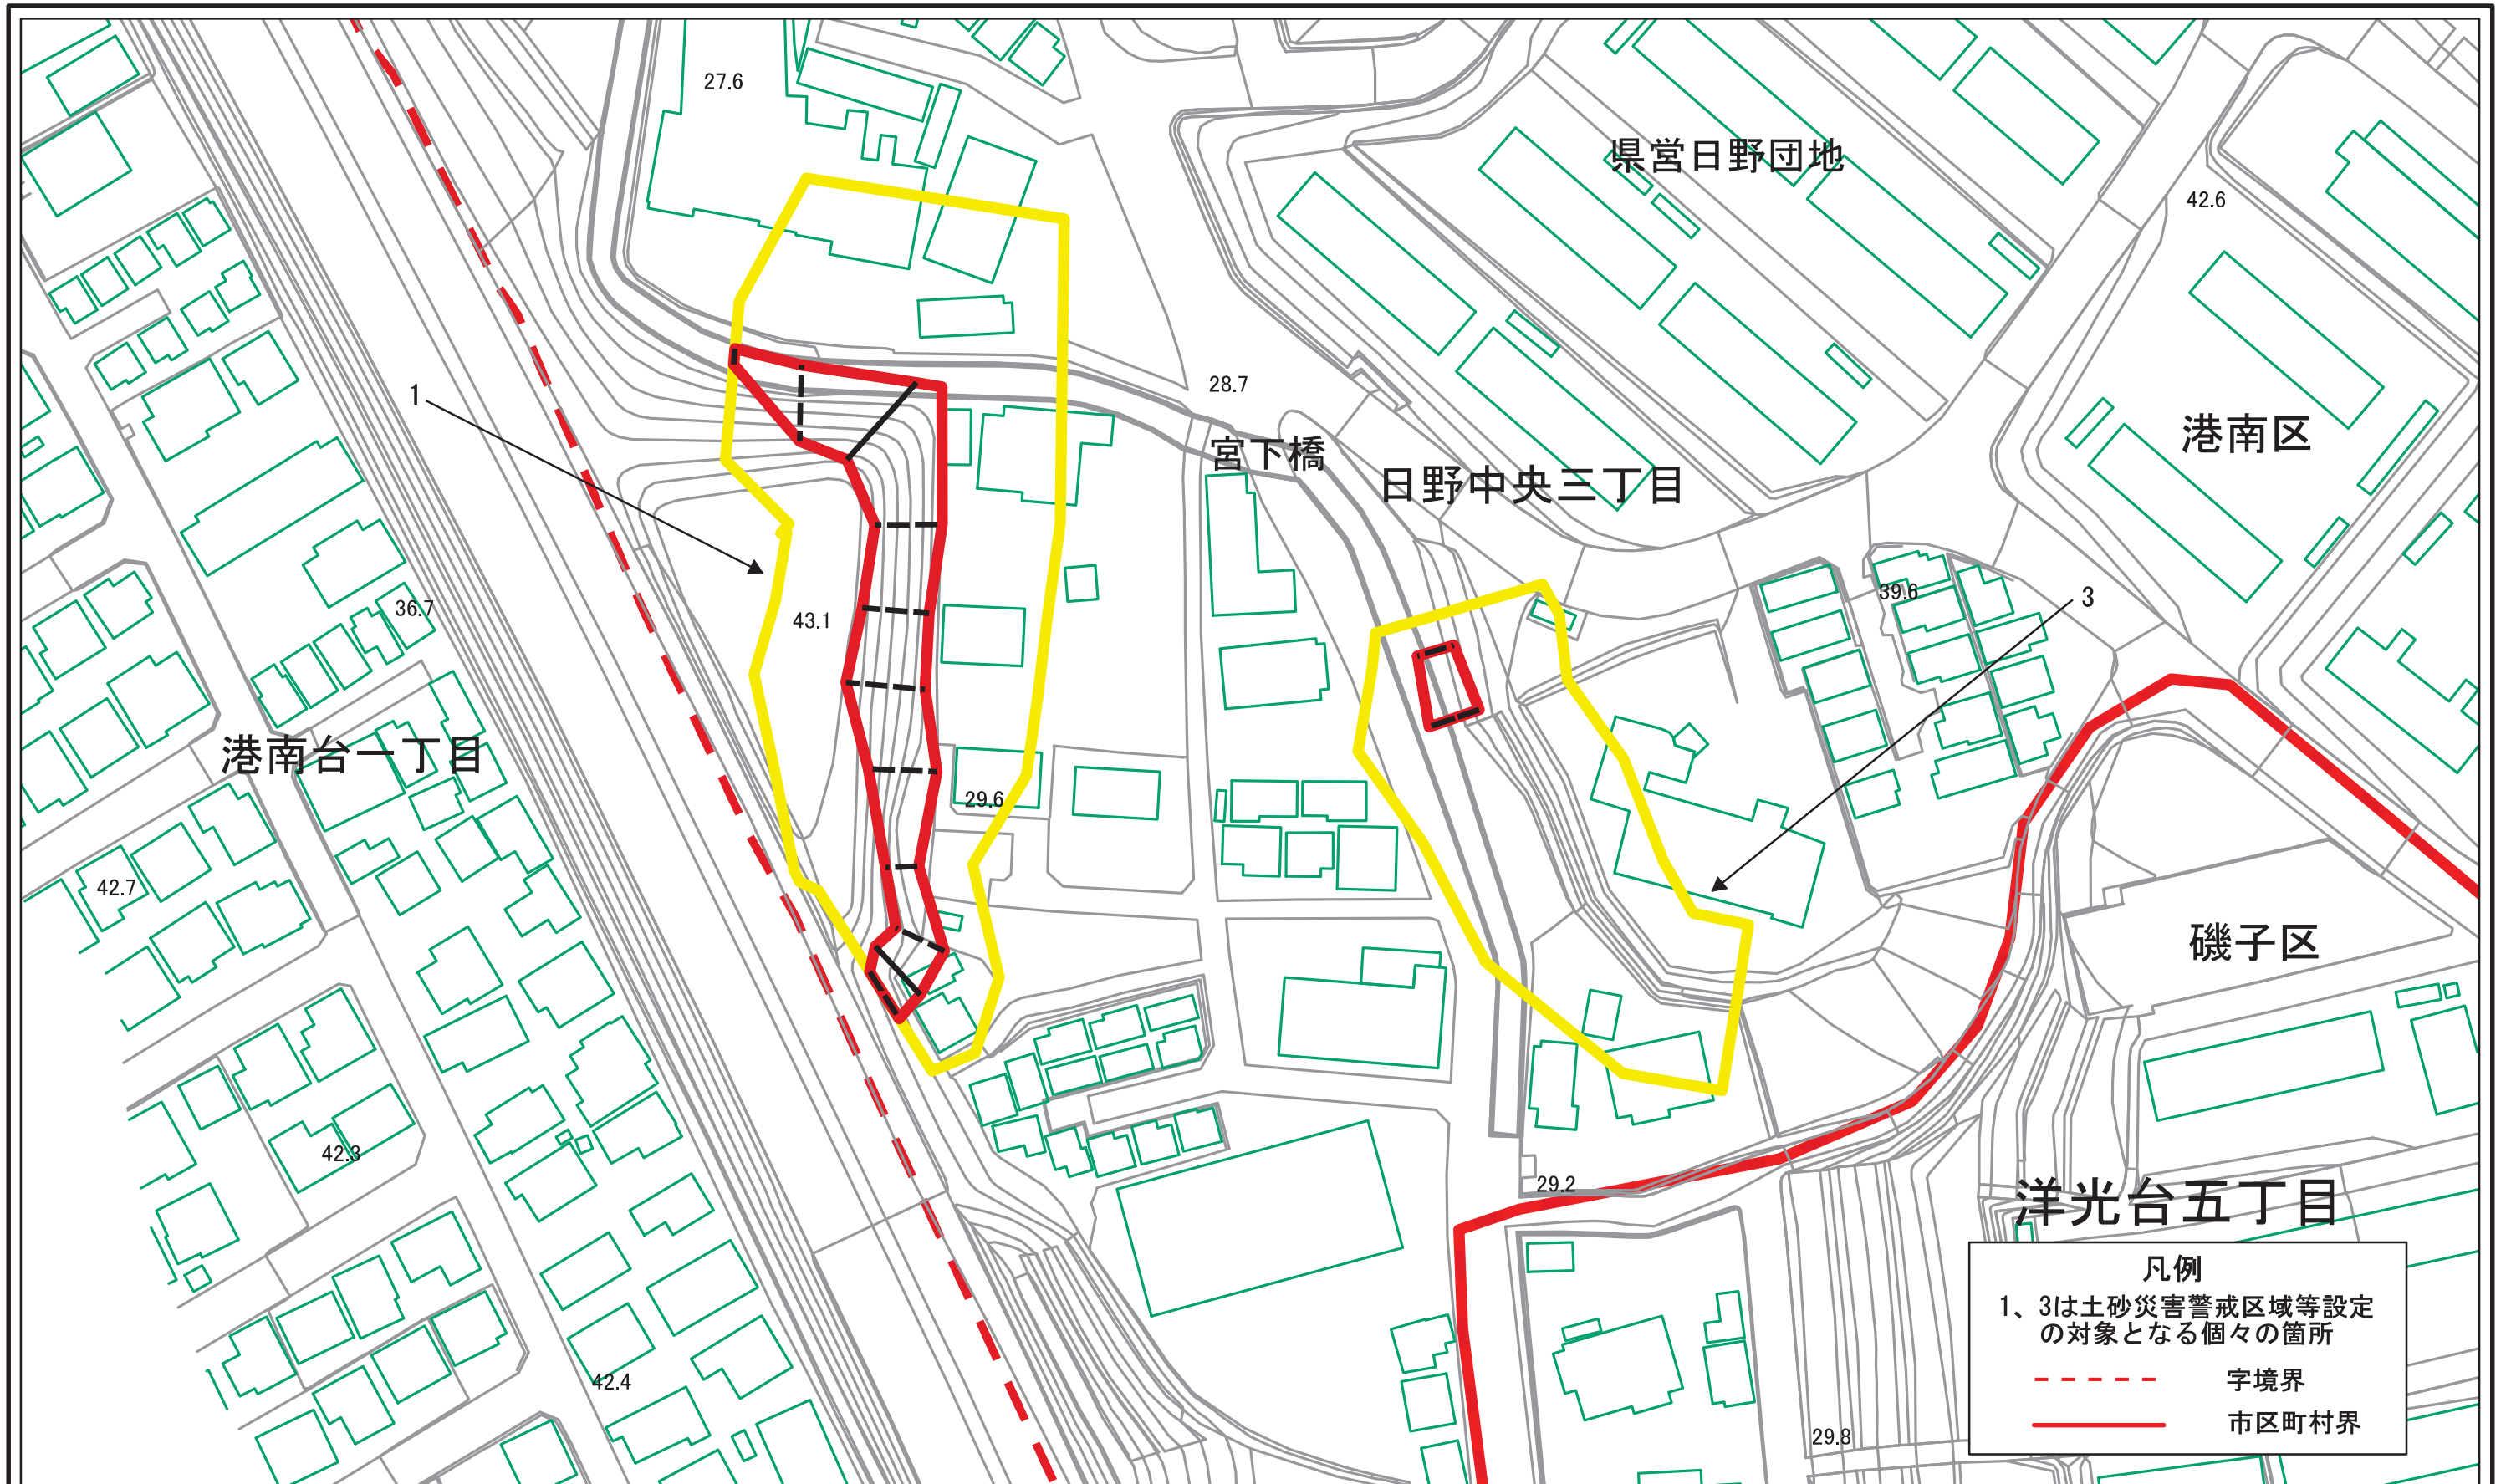 27.6
県営日野団地
42.6
1
28.7
宮下橋
日野中央三丁目
港南区
36.7
43.1
39.6
3
港南台一丁目
29.6
42.7
磯子区
42.3
29.2
洋光台五丁目
凡例
1、3は土砂災害警戒区域等設定
の対象となる個々の箇所
字境界
市区町村界
42.4
29.8